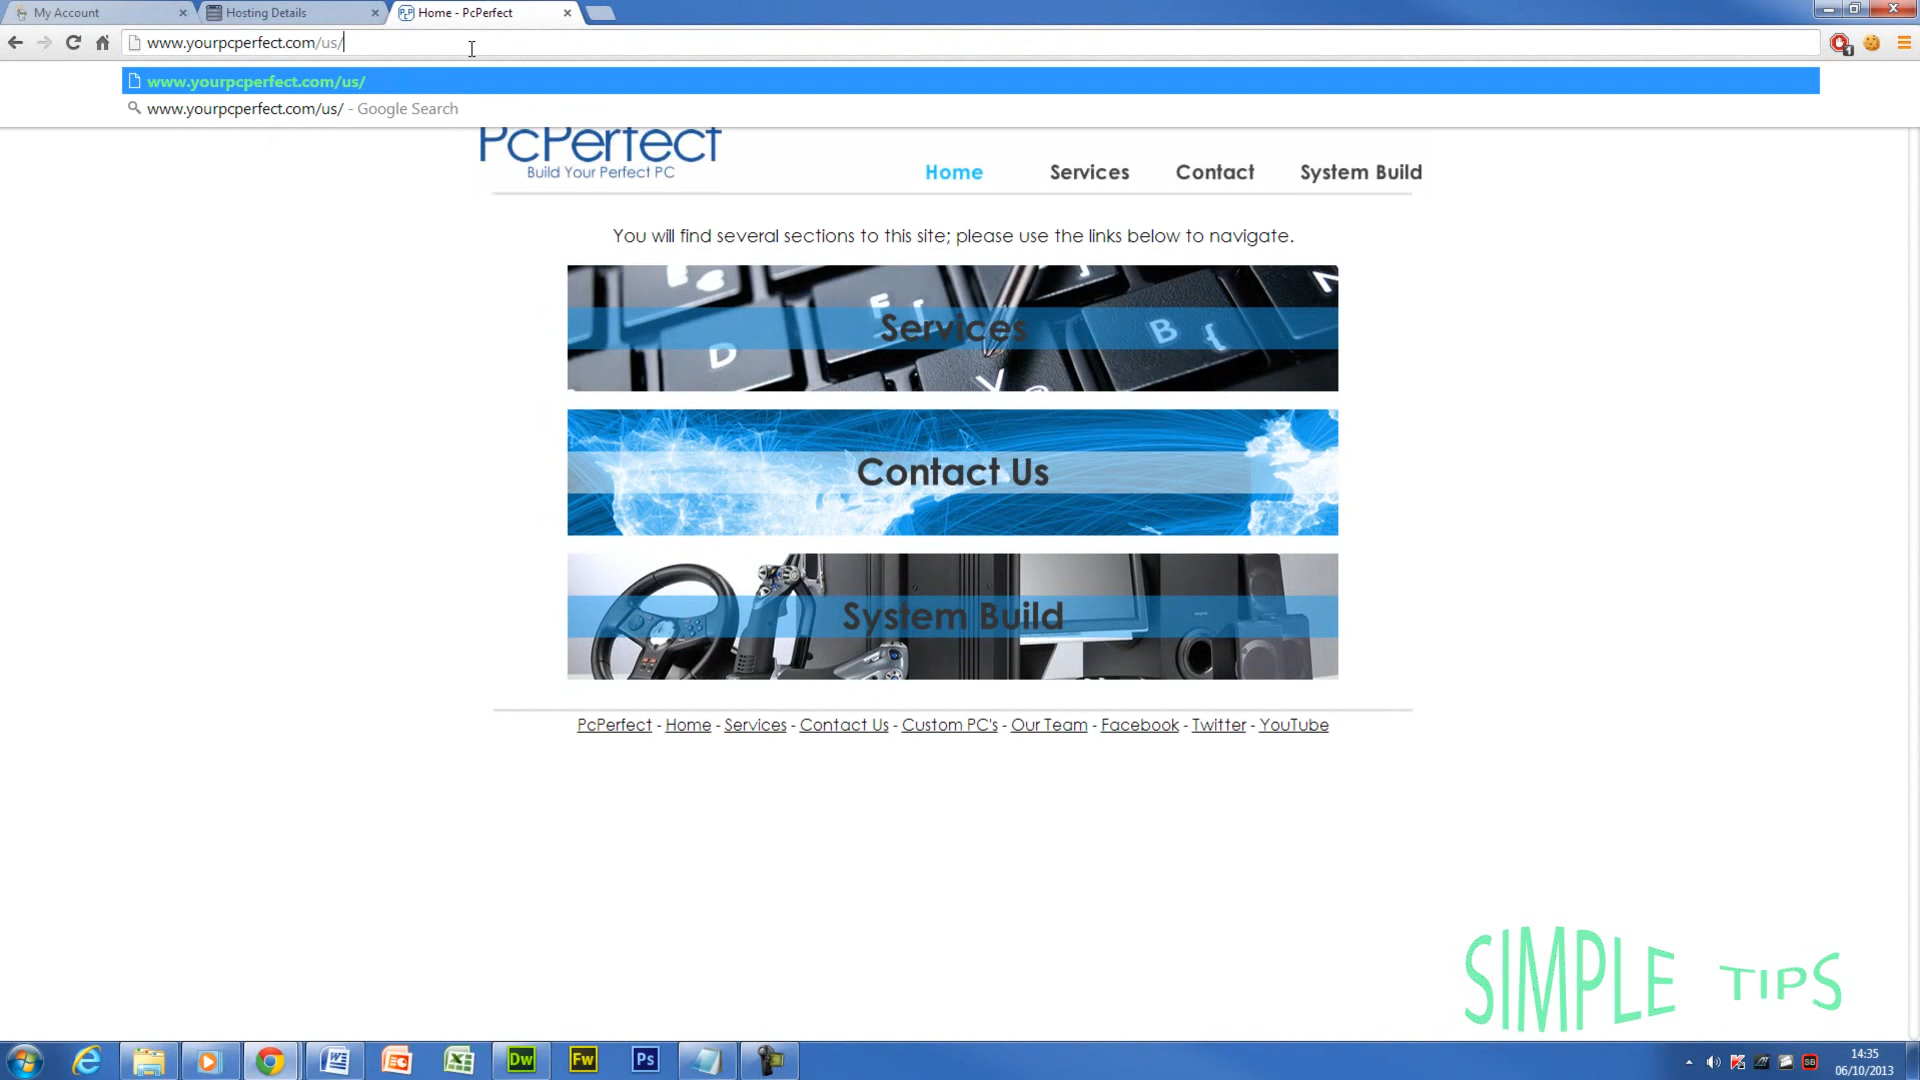 My Account
Hosting Details
Home - PcPerfect
www.yourpcperfect.com/us/
www.yourpcperfect.com/us/
www.yourpcperfect.com/us/ - Google Search
PcPerfect
Build Your Perfect PC
Home Services Contact System Build
You will find several sections to this site; please use the links below to navigate.
Services
Contact Us
System Build
PcPerfect - Home - Services - Contact Us - Custom PC's - Our Team - Facebook - Twitter - YouTube
SIMPLE TIPS
Dw Fw Ps
14:35
06/10/2013